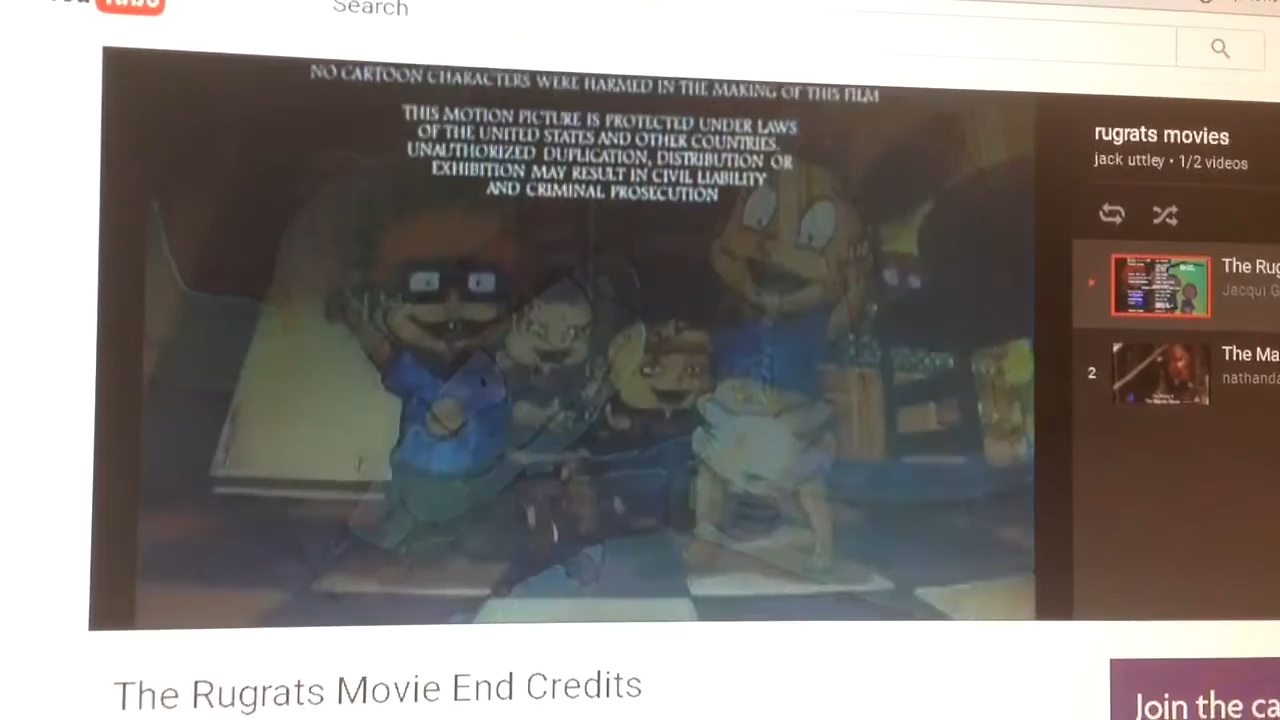 Tube
Search
NO CARTOON CHARACTERS WERE HARMED IN THE MAKING OF THIS FILM
THIS MOTION PICTURE IS PROTECTED UNDER LAWS
OF THE UNITED STATES AND OTHER COUNTRIES.
UNAUTHORIZED DUPLICATION, DISTRIBUTION OR
EXHIBITION MAY RESULT IN CIVIL LIABILITY
AND CRIMINAL PROSECUTION
rugrats movies
jack uttley • 1/2 videos
The Rug
Jacqui G
2
The Ma
nathanda
The Rugrats Movie End Credits
Join the ca